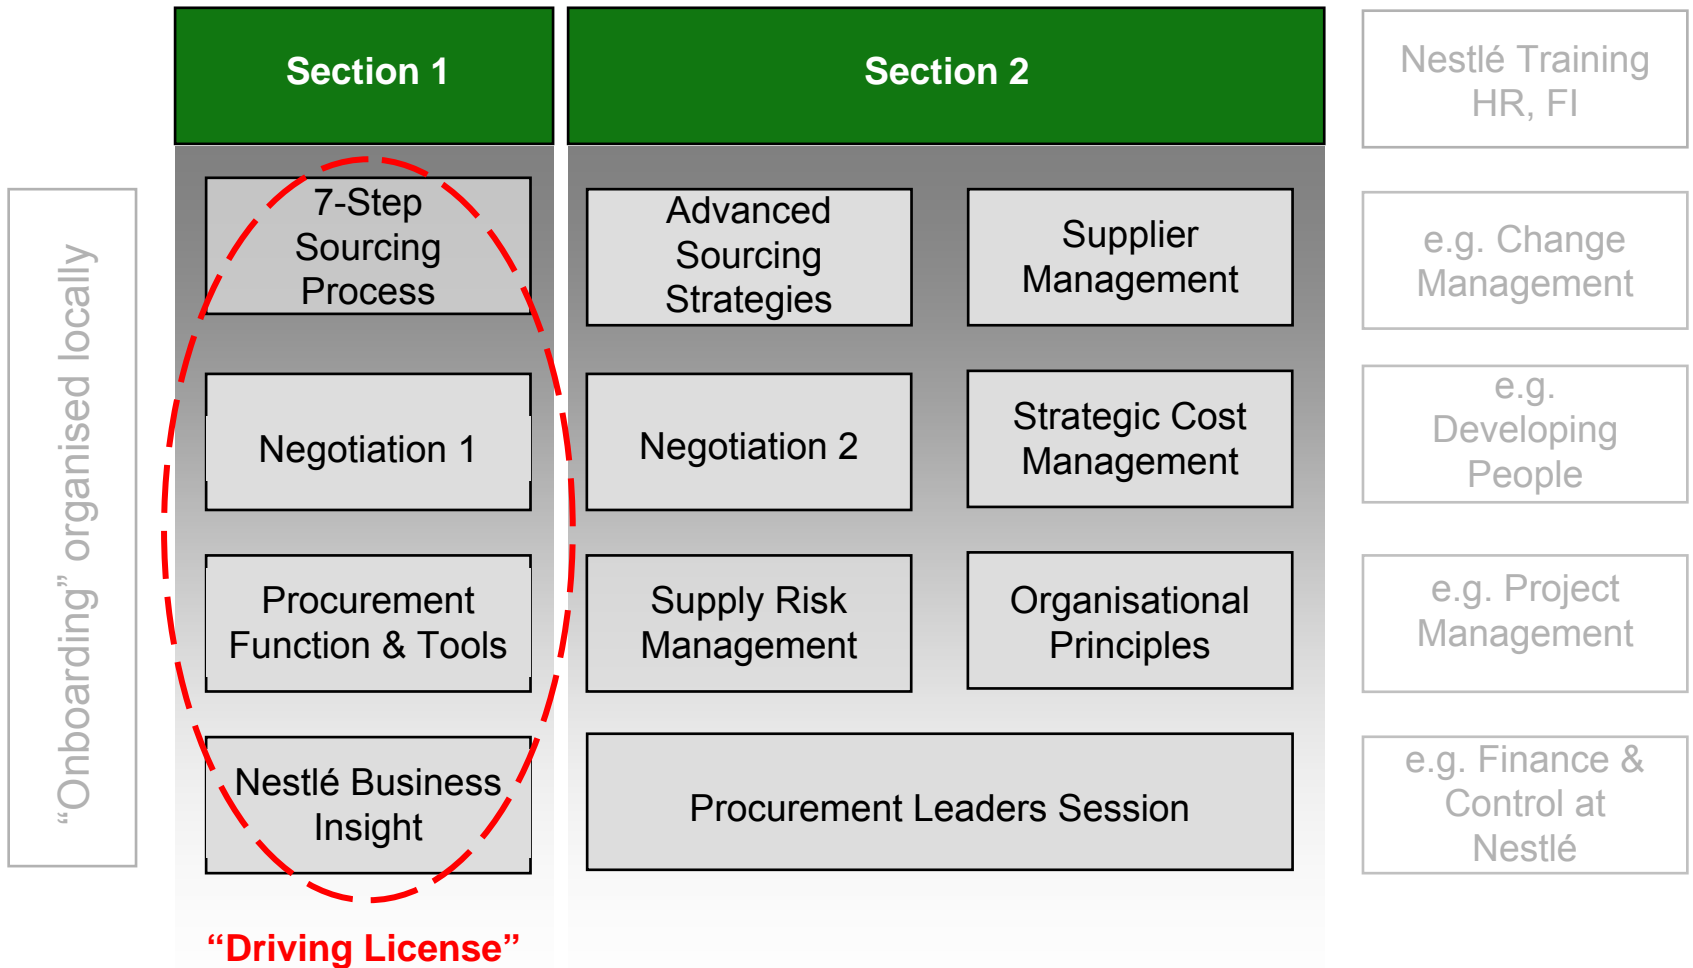 Section 1
Section 2
Nestlé Training
HR, FI
“Onboarding” organised locally
7-Step
Sourcing
Process
Advanced
Sourcing
Strategies
Supplier
Management
e.g. Change
Management
Negotiation 1
Negotiation 2
Strategic Cost
Management
e.g.
Developing
People
Procurement
Function & Tools
Supply Risk
Management
Organisational
Principles
e.g. Project
Management
Nestlé Business
Insight
Procurement Leaders Session
e.g. Finance &
Control at
Nestlé
“Driving License”